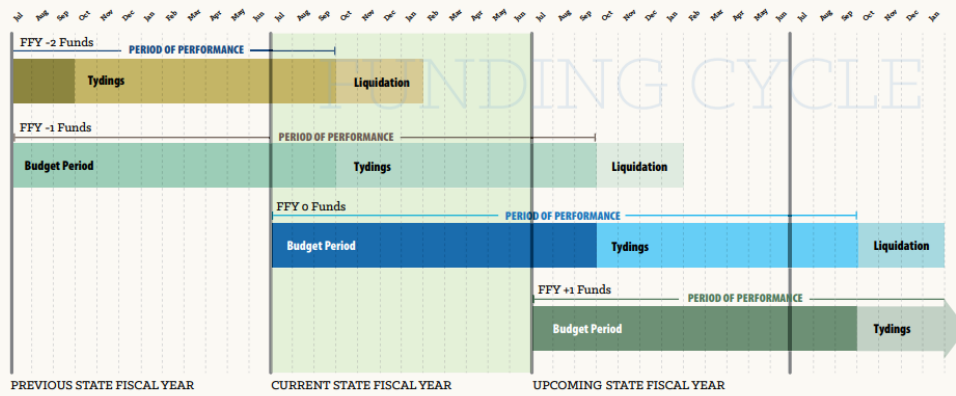 Jul Aug Sep Oct Nov Dec Jan Feb Mar Apr May Jun Jul Aug Sep Oct Nov Dec Jan Feb Mar Apr May Jun Jul Aug Sep Oct Nov Dec Jan Feb Mar Apr May Jun Jul Aug Sep Oct Nov Dec Jan
FFY -2 Funds
PERIOD OF PERFORMANCE
FUNDING CYCLE
Tydings Liquidation
FFY -1 Funds
PERIOD OF PERFORMANCE
Budget Period Tydings Liquidation
FFY 0 Funds
PERIOD OF PERFORMANCE
Budget Period Tydings Liquidation
FFY +1 Funds
PERIOD OF PERFORMANCE
Budget Period Tydings
PREVIOUS STATE FISCAL YEAR CURRENT STATE FISCAL YEAR UPCOMING STATE FISCAL YEAR